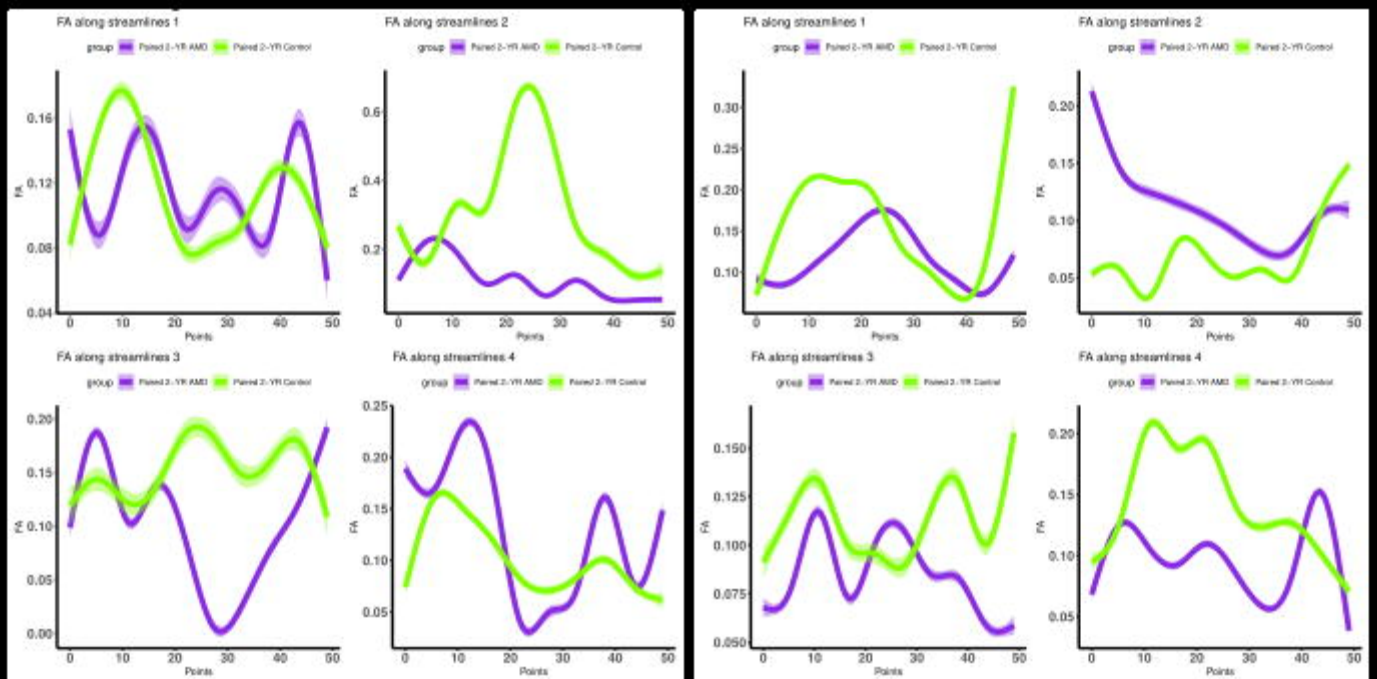 FA along streamlines 1
group Paired 2-YR AMD Paired 2-YR Control
0.16
0.12
0.08
0.04
FA
0 10 20 30 40 50
Points
FA along streamlines 2
group Paired 2-YR AMD Paired 2-YR Control
0.6
0.4
0.2
FA
0 10 20 30 40 50
Points
FA along streamlines 1
group Paired 2-YR AMD Paired 2-YR Control
0.30
0.25
0.20
0.15
0.10
FA
0 10 20 30 40 50
Points
FA along streamlines 2
group Paired 2-YR AMD Paired 2-YR Control
0.20
0.15
0.10
0.05
FA
0 10 20 30 40 50
Points
FA along streamlines 3
group Paired 2-YR AMD Paired 2-YR Control
0.20
0.15
0.10
0.05
0.00
FA
0 10 20 30 40 50
Points
FA along streamlines 4
group Paired 2-YR AMD Paired 2-YR Control
0.25
0.20
0.15
0.10
0.05
FA
0 10 20 30 40 50
Points
FA along streamlines 3
group Paired 2-YR AMD Paired 2-YR Control
0.150
0.125
0.100
0.075
0.050
FA
0 10 20 30 40 50
Points
FA along streamlines 4
group Paired 2-YR AMD Paired 2-YR Control
0.20
0.15
0.10
0.05
FA
0 10 20 30 40 50
Points